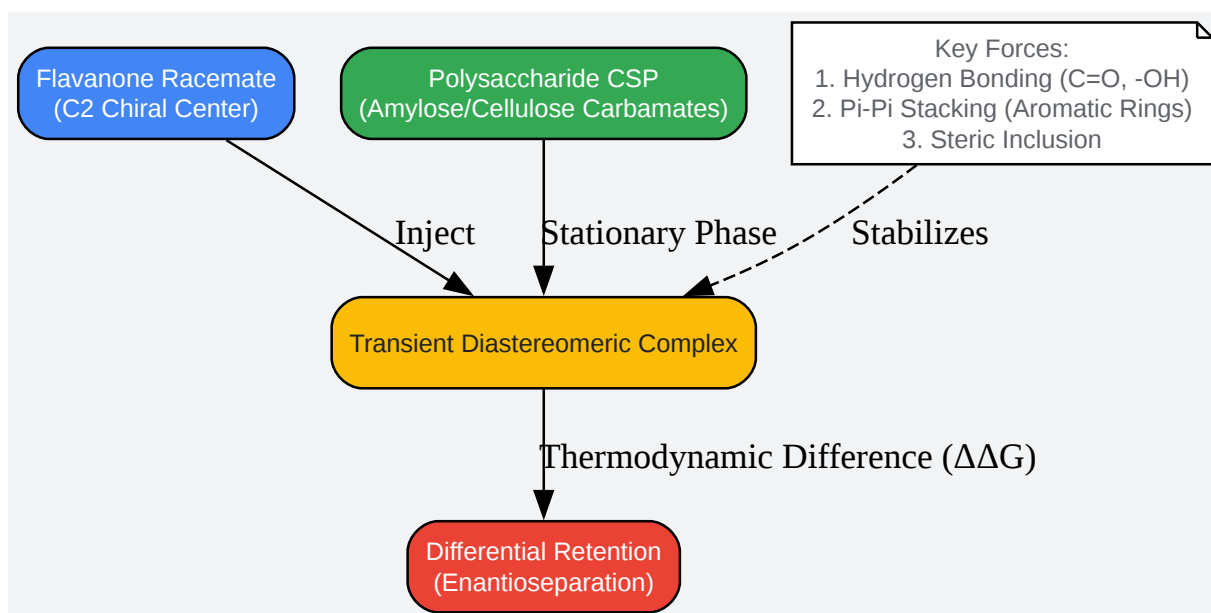 Flavanone Racemate
(C2 Chiral Center)
Polysaccharide CSP
(Amylose/Cellulose Carbamates)
Key Forces:
1. Hydrogen Bonding (C=O, -OH)
2. Pi-Pi Stacking (Aromatic Rings)
3. Steric Inclusion
Inject
Stationary Phase
Stabilizes
Transient Diastereomeric Complex
Thermodynamic Difference (ΔΔG)
Differential Retention
(Enantioseparation)